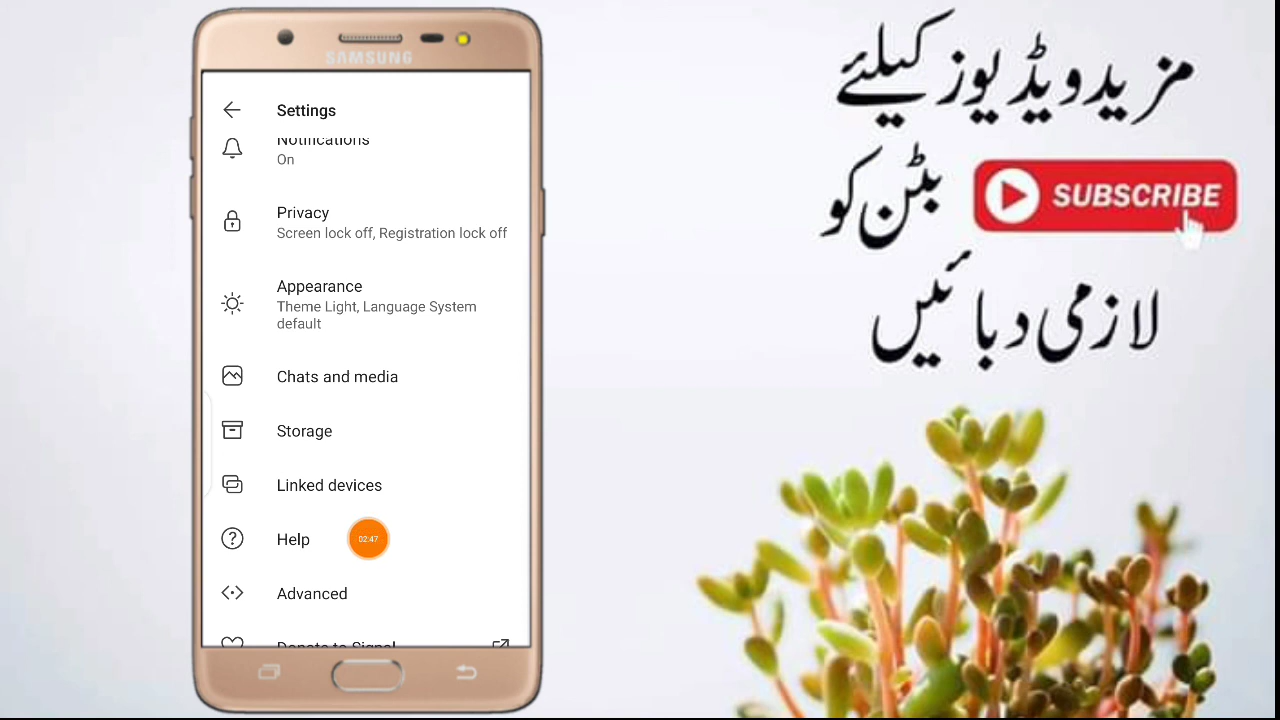 SAMSUNG
Settings
Notifications
On
Privacy
Screen lock off, Registration lock off
Appearance
Theme Light, Language System
default
Chats and media
Storage
Linked devices
Help
02:47
Advanced
Donate to Signal
مزید ویڈیوز کیلئے
SUBSCRIBE بٹن کو
لازمی دبائیں